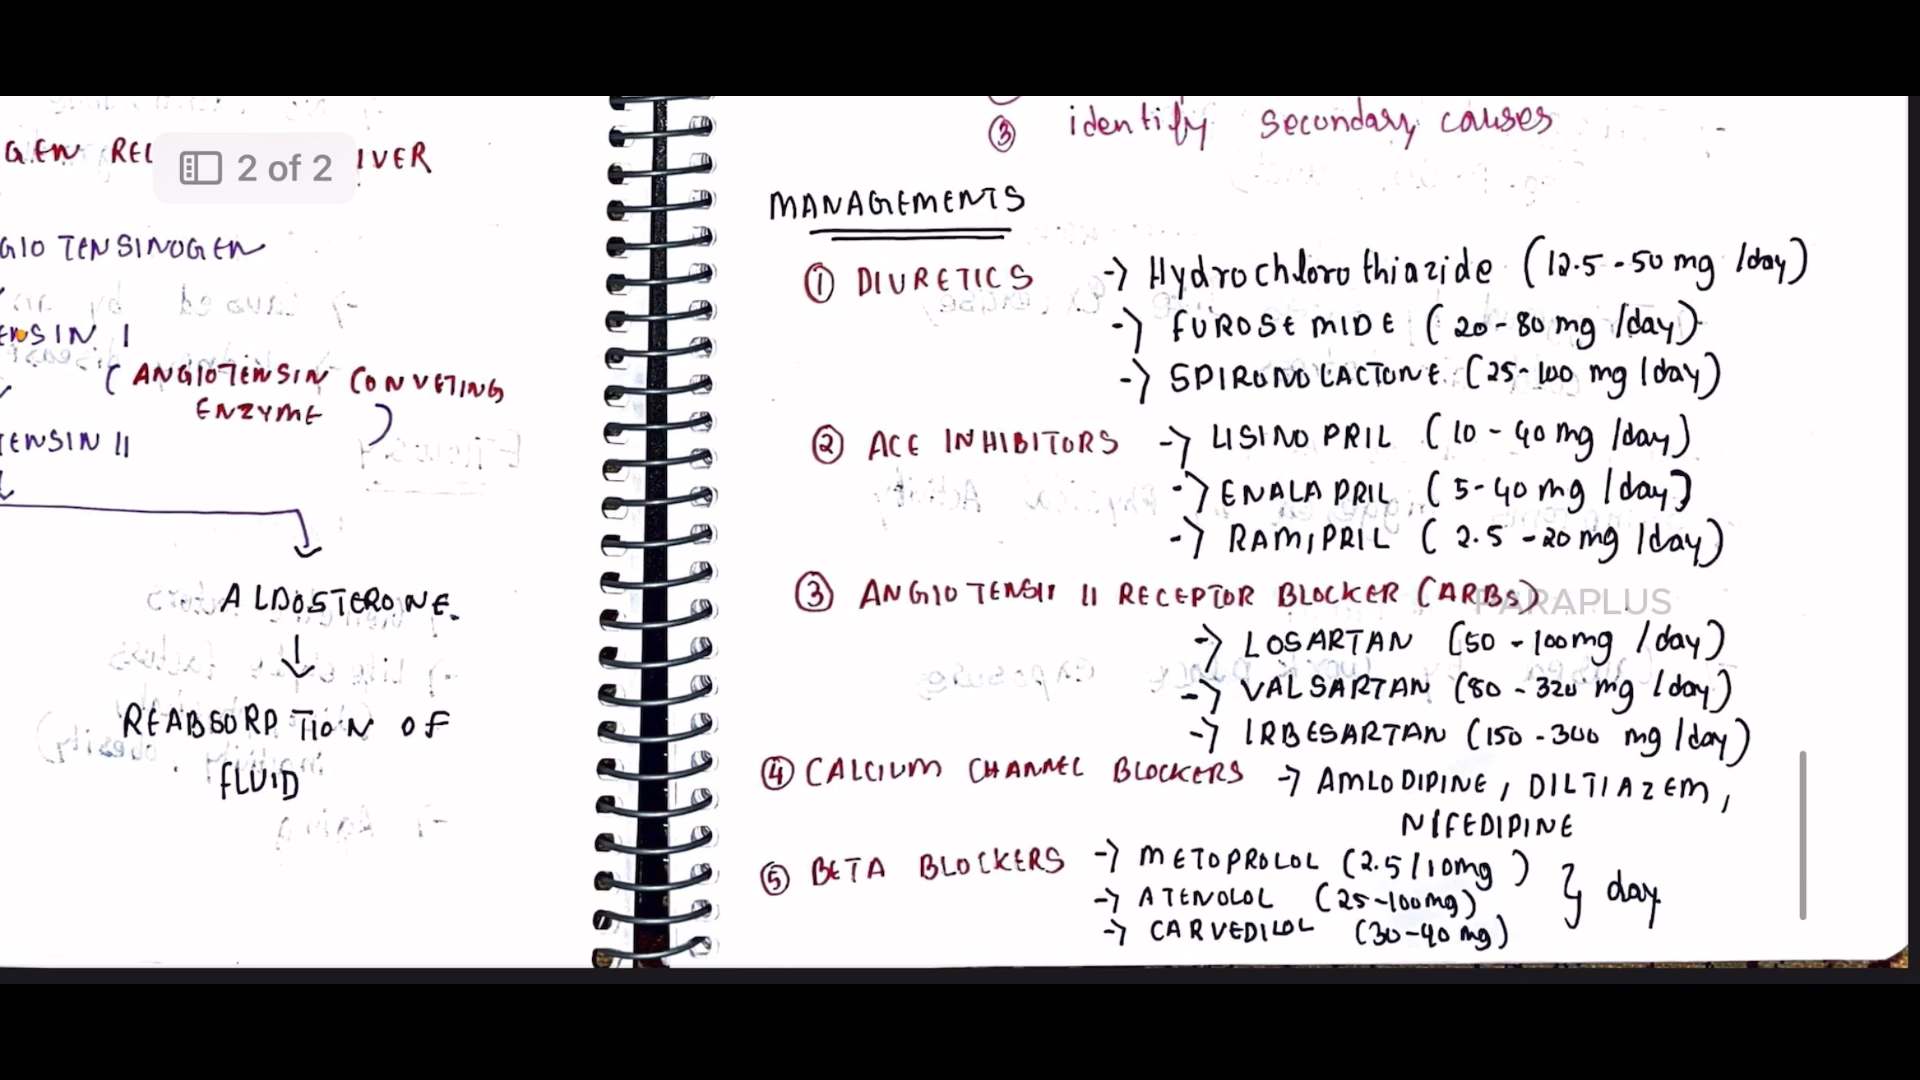 GEN REL
2 of 2
IVER
GIO TENSINOGEN
ENSIN I
( ANGIOTENSIN CONVETING
ENZYME )
TENSIN II
ALDOSTERONE.
REABSORPTION OF
FLUID
③ identify secondary causes
MANAGEMENTS
① DIURETICS -> Hydrochlorothiazide (12.5-50 mg /day)
-> FUROSEMIDE (20-80 mg /day)
-> SPIRONOLACTONE (25-100 mg /day)
② ACE INHIBITORS -> LISINOPRIL (10-40 mg /day)
-> ENALAPRIL (5-40 mg /day)
-> RAMIPRIL (2.5-20 mg /day)
③ ANGIOTENSII II RECEPTOR BLOCKER (ARBs)
PARAPLUS
-> LOSARTAN (50-100mg /day)
-> VALSARTAN (80-320 mg /day)
-> IRBESARTAN (150-300 mg /day)
④ CALCIUM CHANNEL BLOCKERS -> AMLODIPINE, DILTIAZEM,
NIFEDIPINE
⑤ BETA BLOCKERS -> METOPROLOL (2.5/10mg)
-> ATENOLOL (25-100mg) } day
-> CARVEDILOL (30-40 mg)